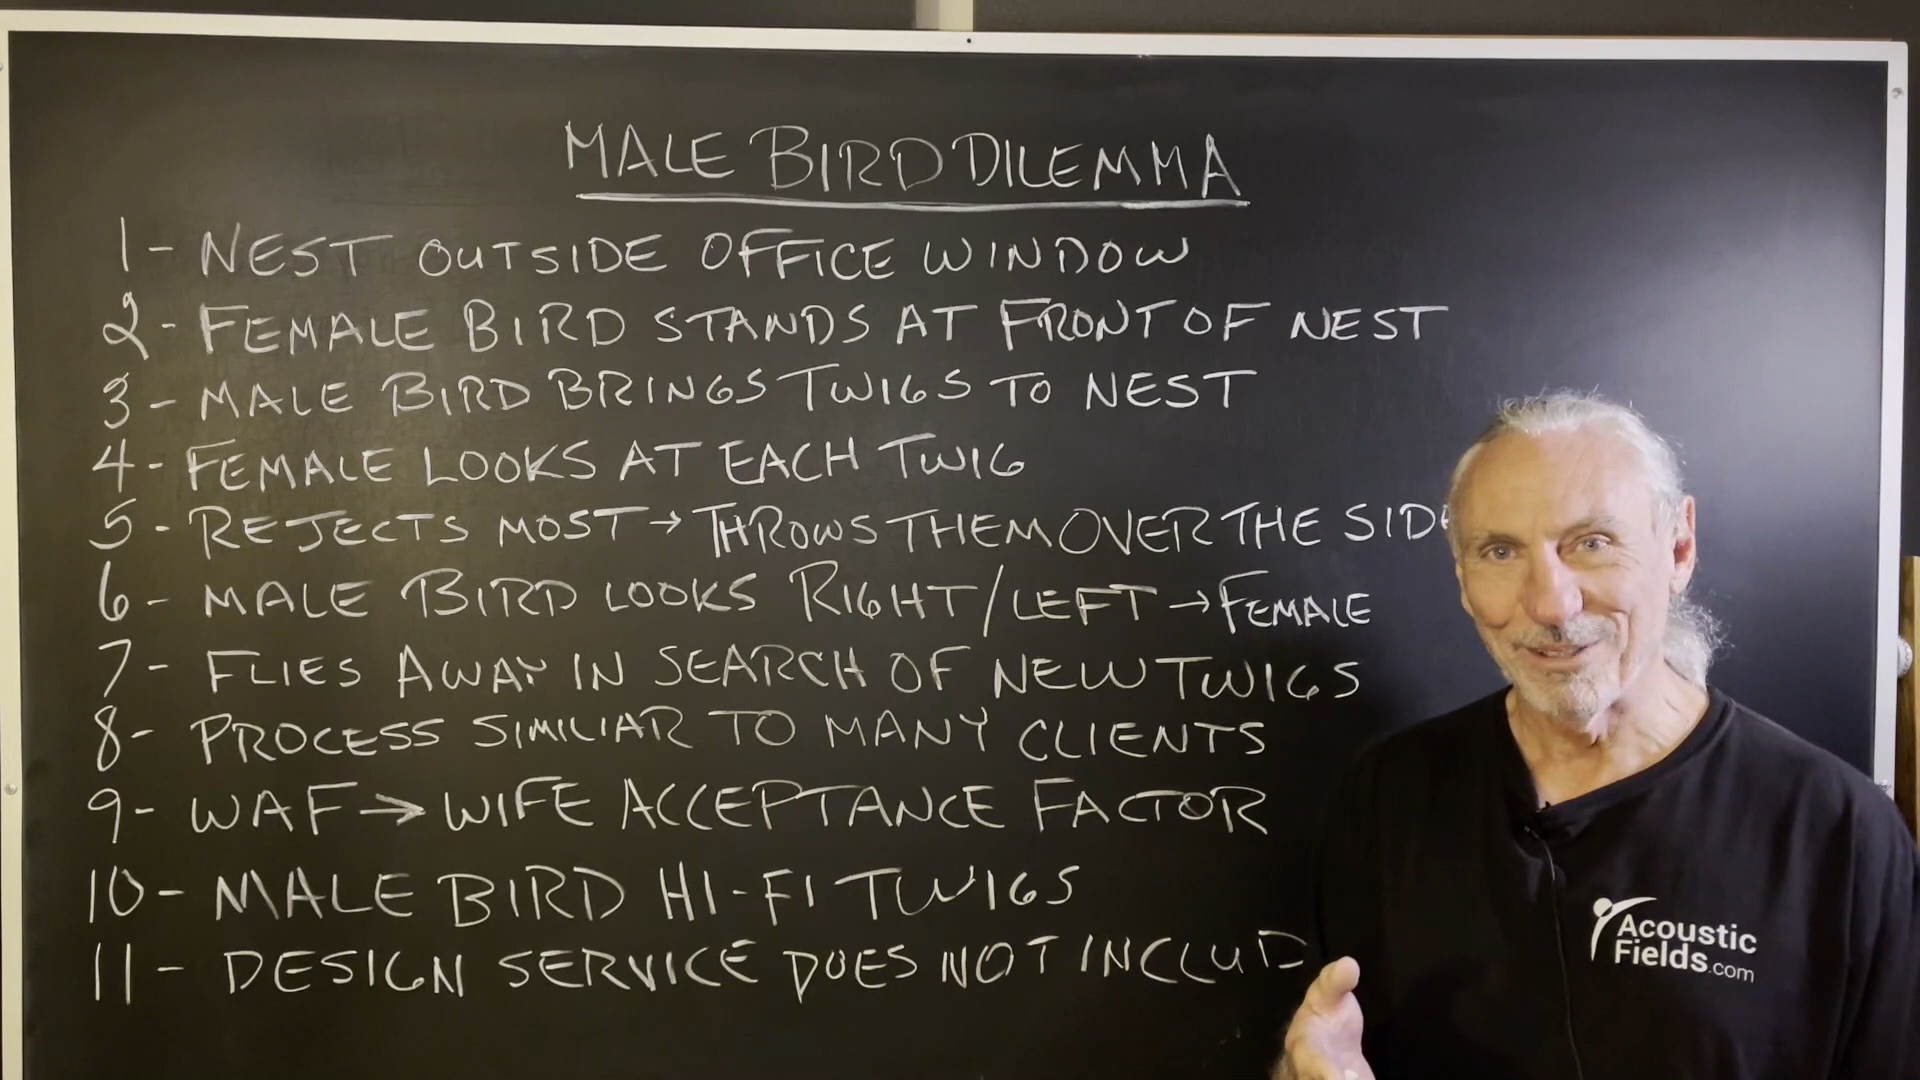 MALE BIRD DILEMMA
1- NEST OUTSIDE OFFICE WINDOW
2- FEMALE BIRD STANDS AT FRONT OF NEST
3- MALE BIRD BRINGS TWIGS TO NEST
4- FEMALE LOOKS AT EACH TWIG
5- REJECTS MOST → THROWS THEM OVER THE SIDE
6- MALE BIRD LOOKS RIGHT/LEFT → FEMALE
7- FLIES AWAY IN SEARCH OF NEW TWIGS
8- PROCESS SIMILIAR TO MANY CLIENTS
9- WAF → WIFE ACCEPTANCE FACTOR
10- MALE BIRD HI-FI TWIGS
11- DESIGN SERVICE DOES NOT INCLUD
Acoustic
Fields.com